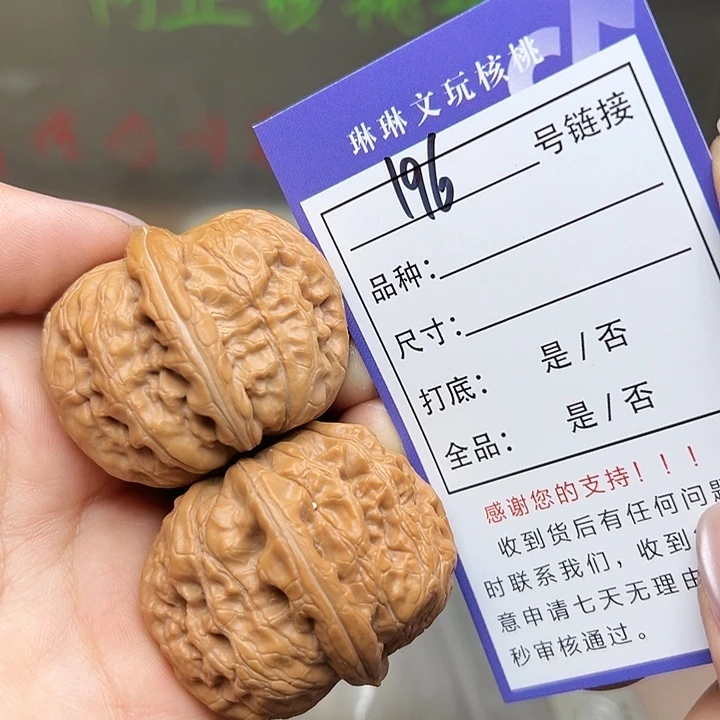 琳琳文玩核桃
196 号链接
品种：
尺寸：
打底： 是/否
全品： 是/否
感谢您的支持！！！
收到货后有任何问题
时联系我们，收到
意申请七天无理由
秒审核通过。